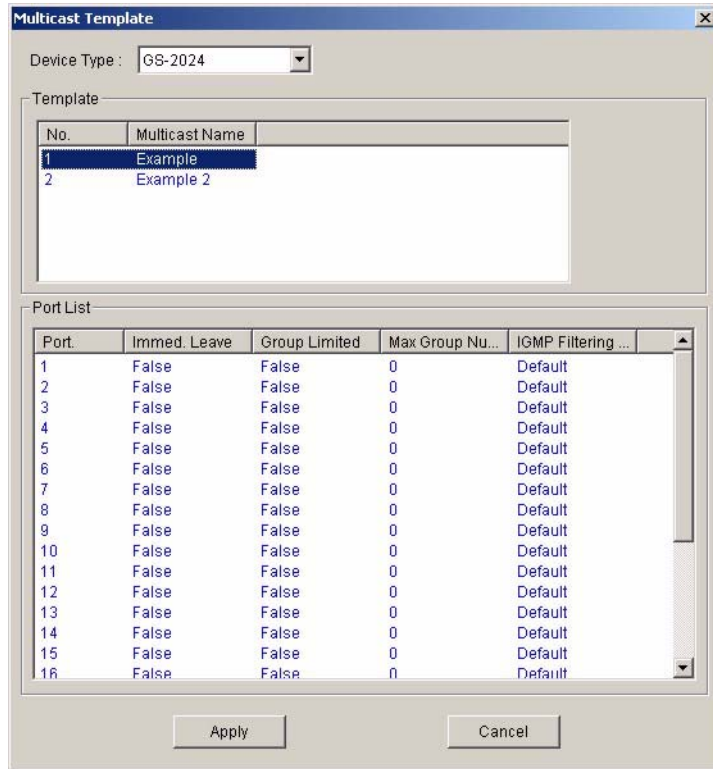 Multicast Template
Device Type : GS-2024
Template
No. Multicast Name
1 Example
2 Example 2
Port List
Port. Immed. Leave Group Limited Max Group Nu... IGMP Filtering ...
1 False False 0 Default
2 False False 0 Default
3 False False 0 Default
4 False False 0 Default
5 False False 0 Default
6 False False 0 Default
7 False False 0 Default
8 False False 0 Default
9 False False 0 Default
10 False False 0 Default
11 False False 0 Default
12 False False 0 Default
13 False False 0 Default
14 False False 0 Default
15 False False 0 Default
16 False False 0 Default
Apply Cancel